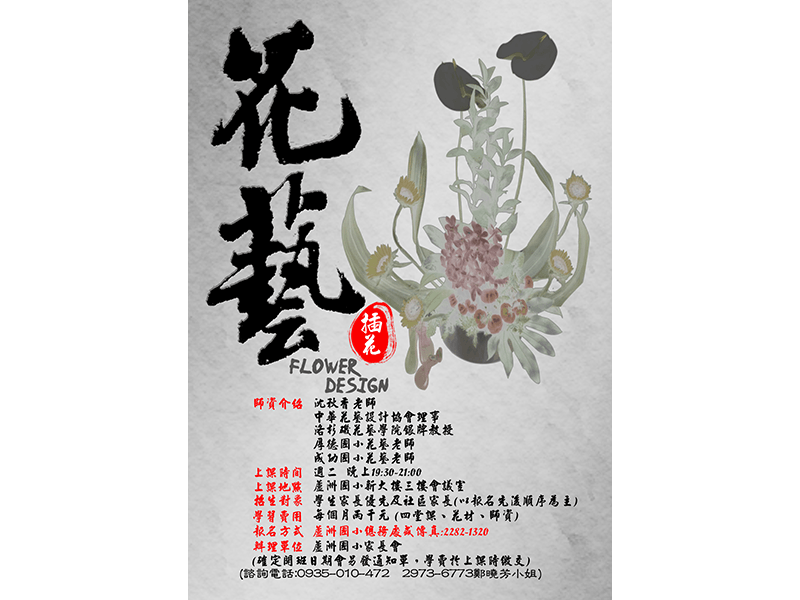 花藝
插花
FLOWER
DESIGN
師資介紹 沈秋香老師
中華花藝設計協會理事
洛杉磯花藝學院銀牌教授
厚德國小花藝老師
成功國小花藝老師
上課時間 週二 晚上19:30-21:00
上課地點 蘆洲國小新大樓三樓會議室
招生對象 學生家長優先及社區家長(以報名先後順序為主)
學習費用 每個月兩千元 (四堂課、花材、師資)
報名方式 蘆洲國小總務處或傳真:2282-1320
辦理單位 蘆洲國小家長會
(確定開班日期會另發通知單，學費於上課時繳交)
(諮詢電話:0935-010-472 2973-6773鄭曉芳小姐)